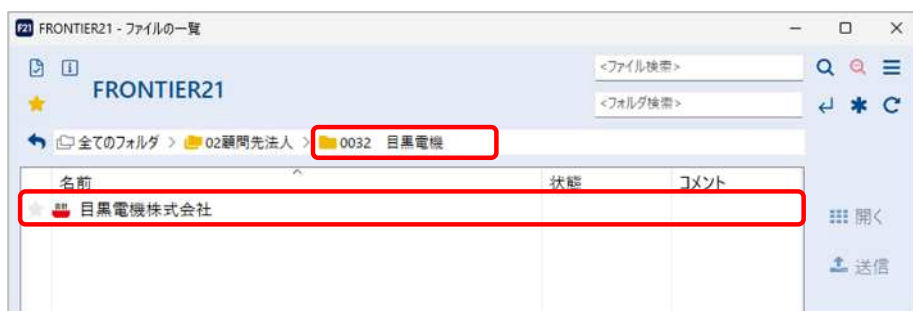 F21 FRONTIER21 - ファイルの一覧
<ファイル検索>
FRONTIER21
<フォルダ検索>
全てのフォルダ > 02顧問先法人 > 0032 目黒電機
名前 状態 コメント
目黒電機株式会社
開く
送信